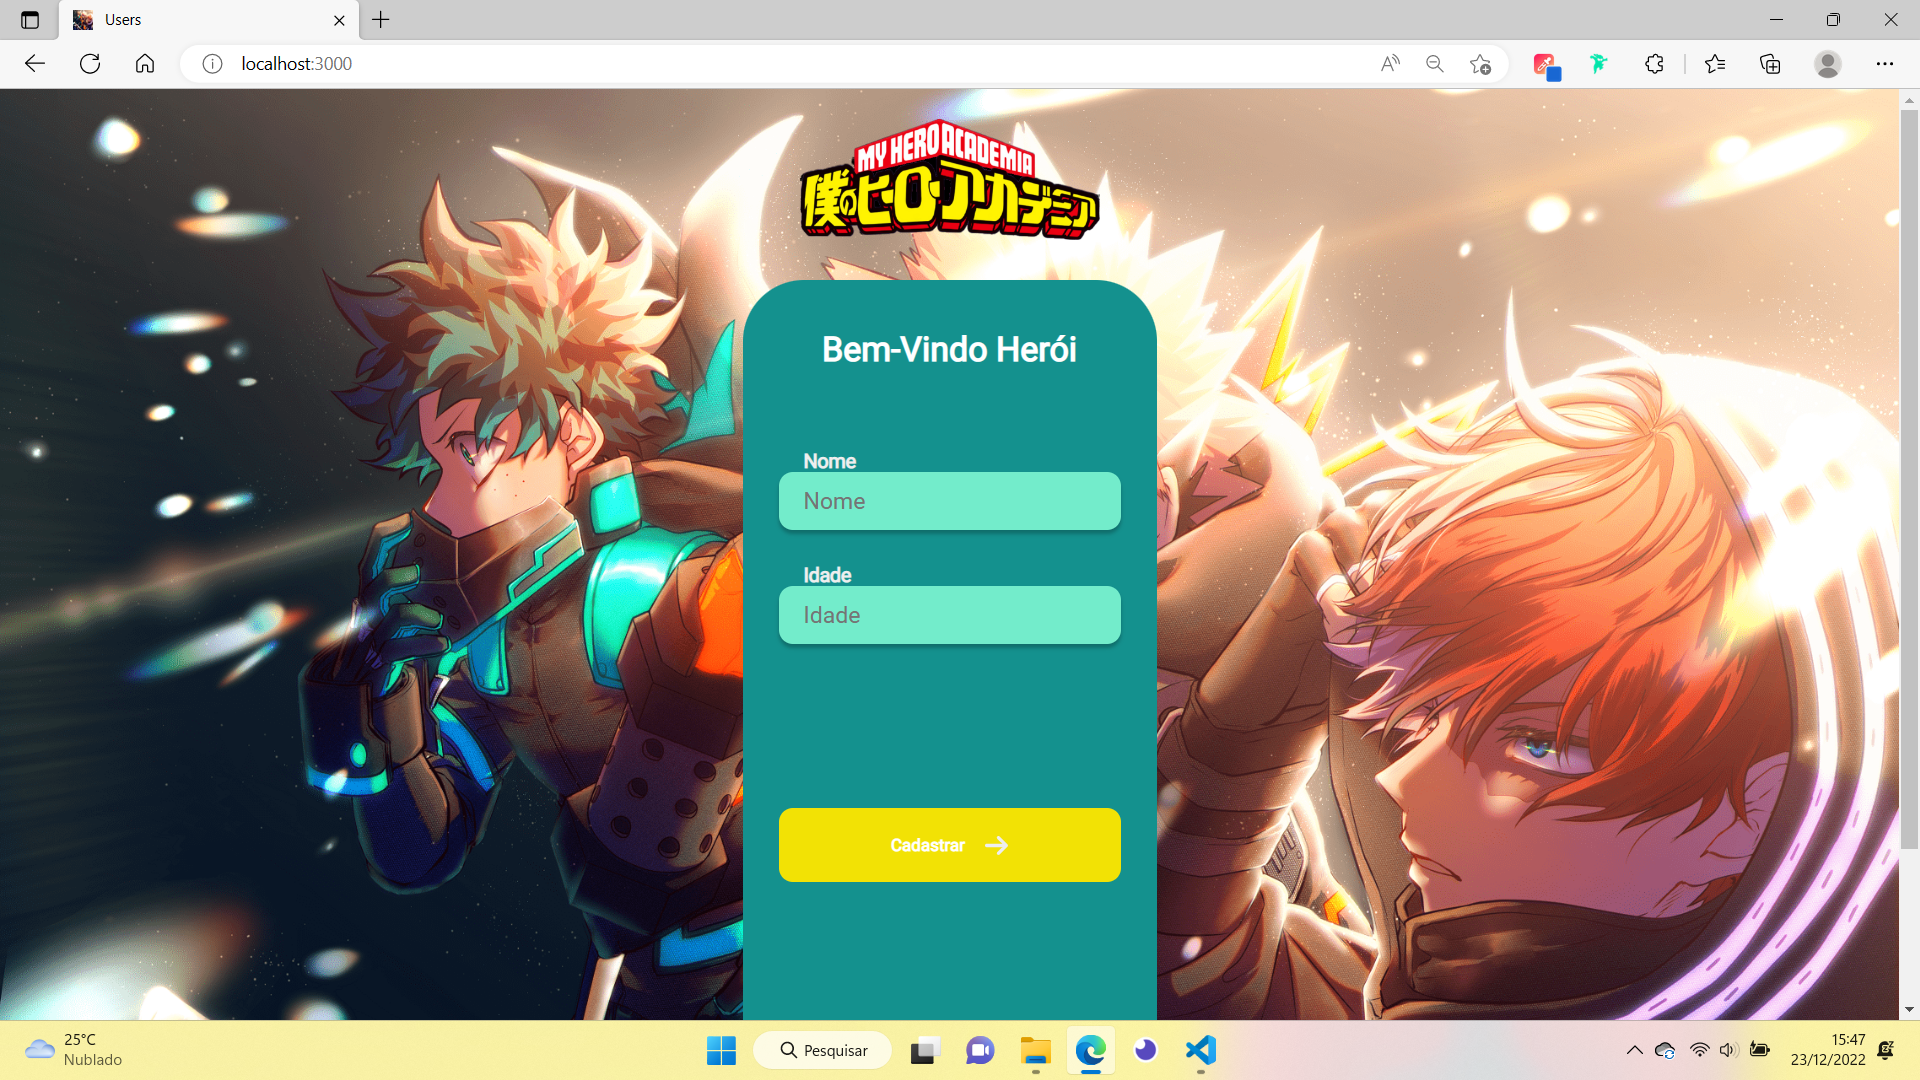 Users
localhost:3000
MY HERO ACADEMIA
僕のヒーローアカデミア
Bem-Vindo Herói
Nome
Nome
Idade
Idade
Cadastrar
25°C
Nublado
Pesquisar
15:47
23/12/2022